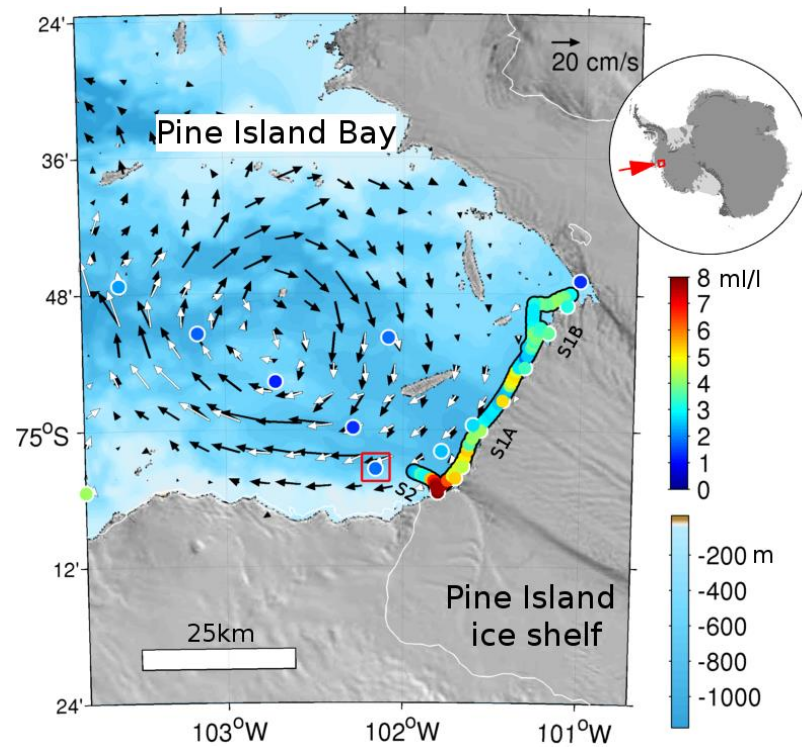 24'
20 cm/s
Pine Island Bay
36'
48'
8 ml/l
7
6
5
4
3
2
1
0
S1B
S1A
75°S
S2
12'
-200 m
-400
-600
-800
-1000
Pine Island
ice shelf
25km
24'
103°W
102°W
101°W